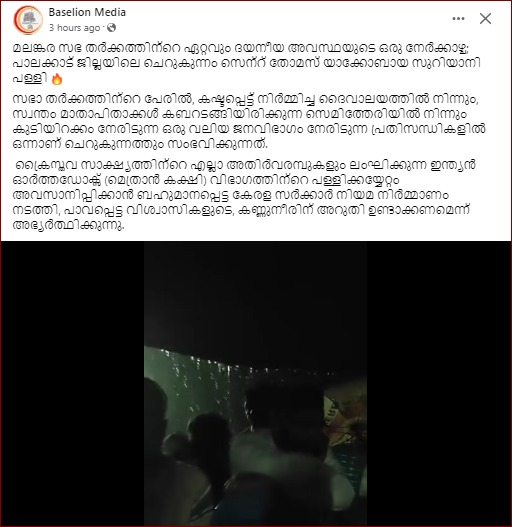 Baselion Media
3 hours ago ·
മലങ്കര സഭ തർക്കത്തിന്റെ ഏറ്റവും ദയനീയ അവസ്ഥയുടെ ഒരു നേർക്കാഴ്ച;
പാലക്കാട് ജില്ലയിലെ ചെറുകുന്നം സെന്റ് തോമസ് യാക്കോബായ സുറിയാനി
പള്ളി 🔥
സഭാ തർക്കത്തിന്റെ പേരിൽ, കഷ്ടപ്പെട്ട് നിർമ്മിച്ച ദൈവാലയത്തിൽ നിന്നും,
സ്വന്തം മാതാപിതാക്കൾ കബറടങ്ങിയിരിക്കുന്ന സെമിത്തേരിയിൽ നിന്നും
കുടിയിറക്കം നേരിടുന്ന ഒരു വലിയ ജനവിഭാഗം നേരിടുന്ന പ്രതിസന്ധികളിൽ
ഒന്നാണ് ചെറുകുന്നത്തും സംഭവിക്കുന്നത്.
ക്രൈസ്തവ സാക്ഷ്യത്തിന്റെ എല്ലാ അതിർവരമ്പുകളും ലംഘിക്കുന്ന ഇന്ത്യൻ
ഓർത്തഡോക്സ് (മെത്രാൻ കക്ഷി) വിഭാഗത്തിന്റെ പള്ളിക്കയ്യേറ്റം
അവസാനിപ്പിക്കാൻ ബഹുമാനപ്പെട്ട കേരള സർക്കാർ നിയമ നിർമ്മാണം
നടത്തി, പാവപ്പെട്ട വിശ്വാസികളുടെ, കണ്ണുനീരിന് അറുതി ഉണ്ടാക്കണമെന്ന്
അഭ്യർത്ഥിക്കുന്നു.